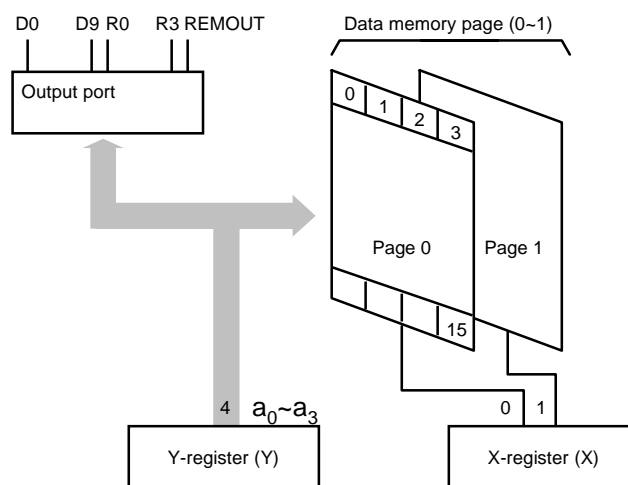 D0 D9 R0 R3 REMOUT
Data memory page (0~1)
Output port
0 1 2 3
Page 0
Page 1
15
4 a0~a3
0 1
Y-register (Y)
X-register (X)